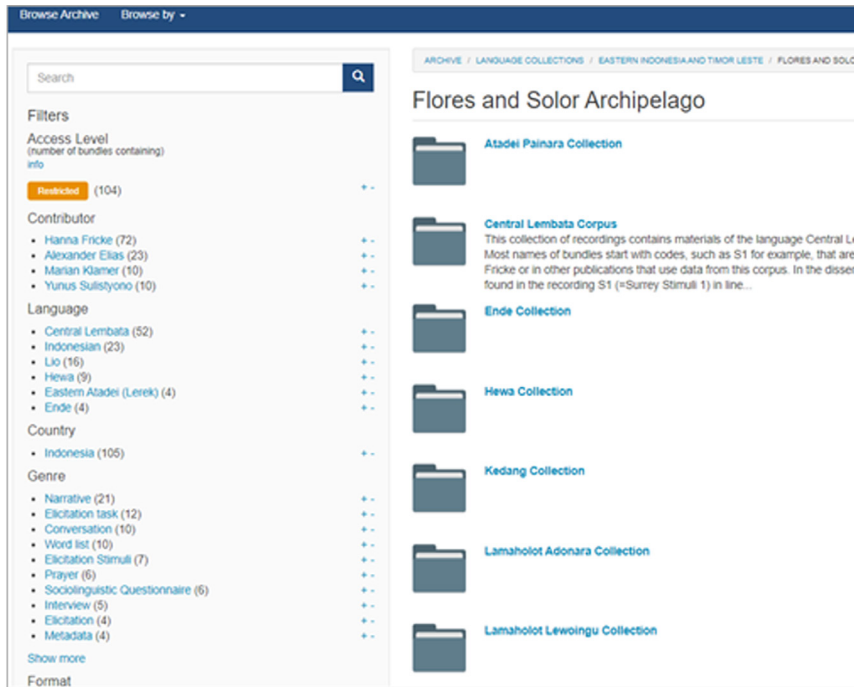 Browse Archive Browse by
ARCHIVE / LANGUAGE COLLECTIONS / EASTERN INDONESIA AND TIMOR LESTE / FLORES AND SOLO
Search
Filters
Access Level
(number of bundles containing)
info
Restricted (104) + -
Contributor
Hanna Fricke (72) + -
Alexander Elias (23) + -
Marian Klamer (10) + -
Yunus Sulistyono (10) + -
Language
Central Lembata (52) + -
Indonesian (23) + -
Lio (16) + -
Hewa (9) + -
Eastern Atadei (Lerek) (4) + -
Ende (4) + -
Country
Indonesia (105) + -
Genre
Narrative (21) + -
Elicitation task (12) + -
Conversation (10) + -
Word list (10) + -
Elicitation Stimuli (7) + -
Prayer (6) + -
Sociolinguistic Questionnaire (6) + -
Interview (5) + -
Elicitation (4) + -
Metadata (4) + -
Show more
Format
Flores and Solor Archipelago
Atadei Painara Collection
Central Lembata Corpus
This collection of recordings contains materials of the language Central Le
Most names of bundles start with codes, such as S1 for example, that are
Fricke or in other publications that use data from this corpus. In the disser
found in the recording S1 (=Surrey Stimuli 1) in line...
Ende Collection
Hewa Collection
Kedang Collection
Lamaholot Adonara Collection
Lamaholot Lewoingu Collection